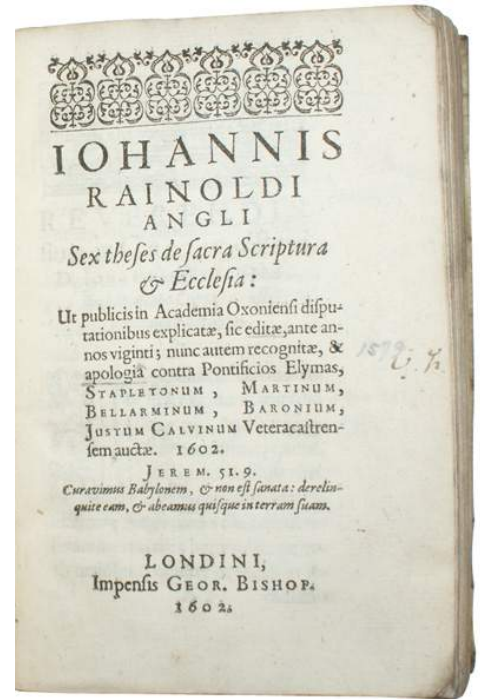 IOHANNIS
RAINOLDI
ANGLI
Sex theſes de ſacra Scriptura
& Eccleſia:
Ut publicis in Academia Oxonienſi diſpu-
tationibus explicatæ, ſic editæ, ante an-
nos viginti; nunc autem recognitæ, &
apologia contra Pontificios Elymas,
STAPLETONUM, MARTINUM,
BELLARMINUM, BARONIUM,
JUSTUM CALVINUM Veteracaſtren-
ſem auctæ. 1602.
JEREM. 51.9.
Curavimus Babylonem, & non eſt ſanata: derelin-
quite eam, & abeamus quiſque in terram ſuam.
LONDINI,
Impenſis GEOR. BISHOP.
1602.